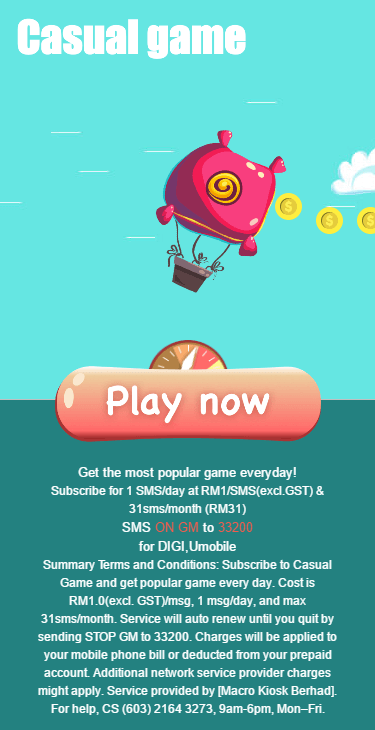 Casual game
Play now
Get the most popular game everyday!
Subscribe for 1 SMS/day at RM1/SMS(excl.GST) &
31sms/month (RM31)
SMS ON GM to 33200
for DIGI,Umobile
Summary Terms and Conditions: Subscribe to Casual
Game and get popular game every day. Cost is
RM1.0(excl. GST)/msg, 1 msg/day, and max
31sms/month. Service will auto renew until you quit by
sending STOP GM to 33200. Charges will be applied to
your mobile phone bill or deducted from your prepaid
account. Additional network service provider charges
might apply. Service provided by [Macro Kiosk Berhad].
For help, CS (603) 2164 3273, 9am-6pm, Mon–Fri.